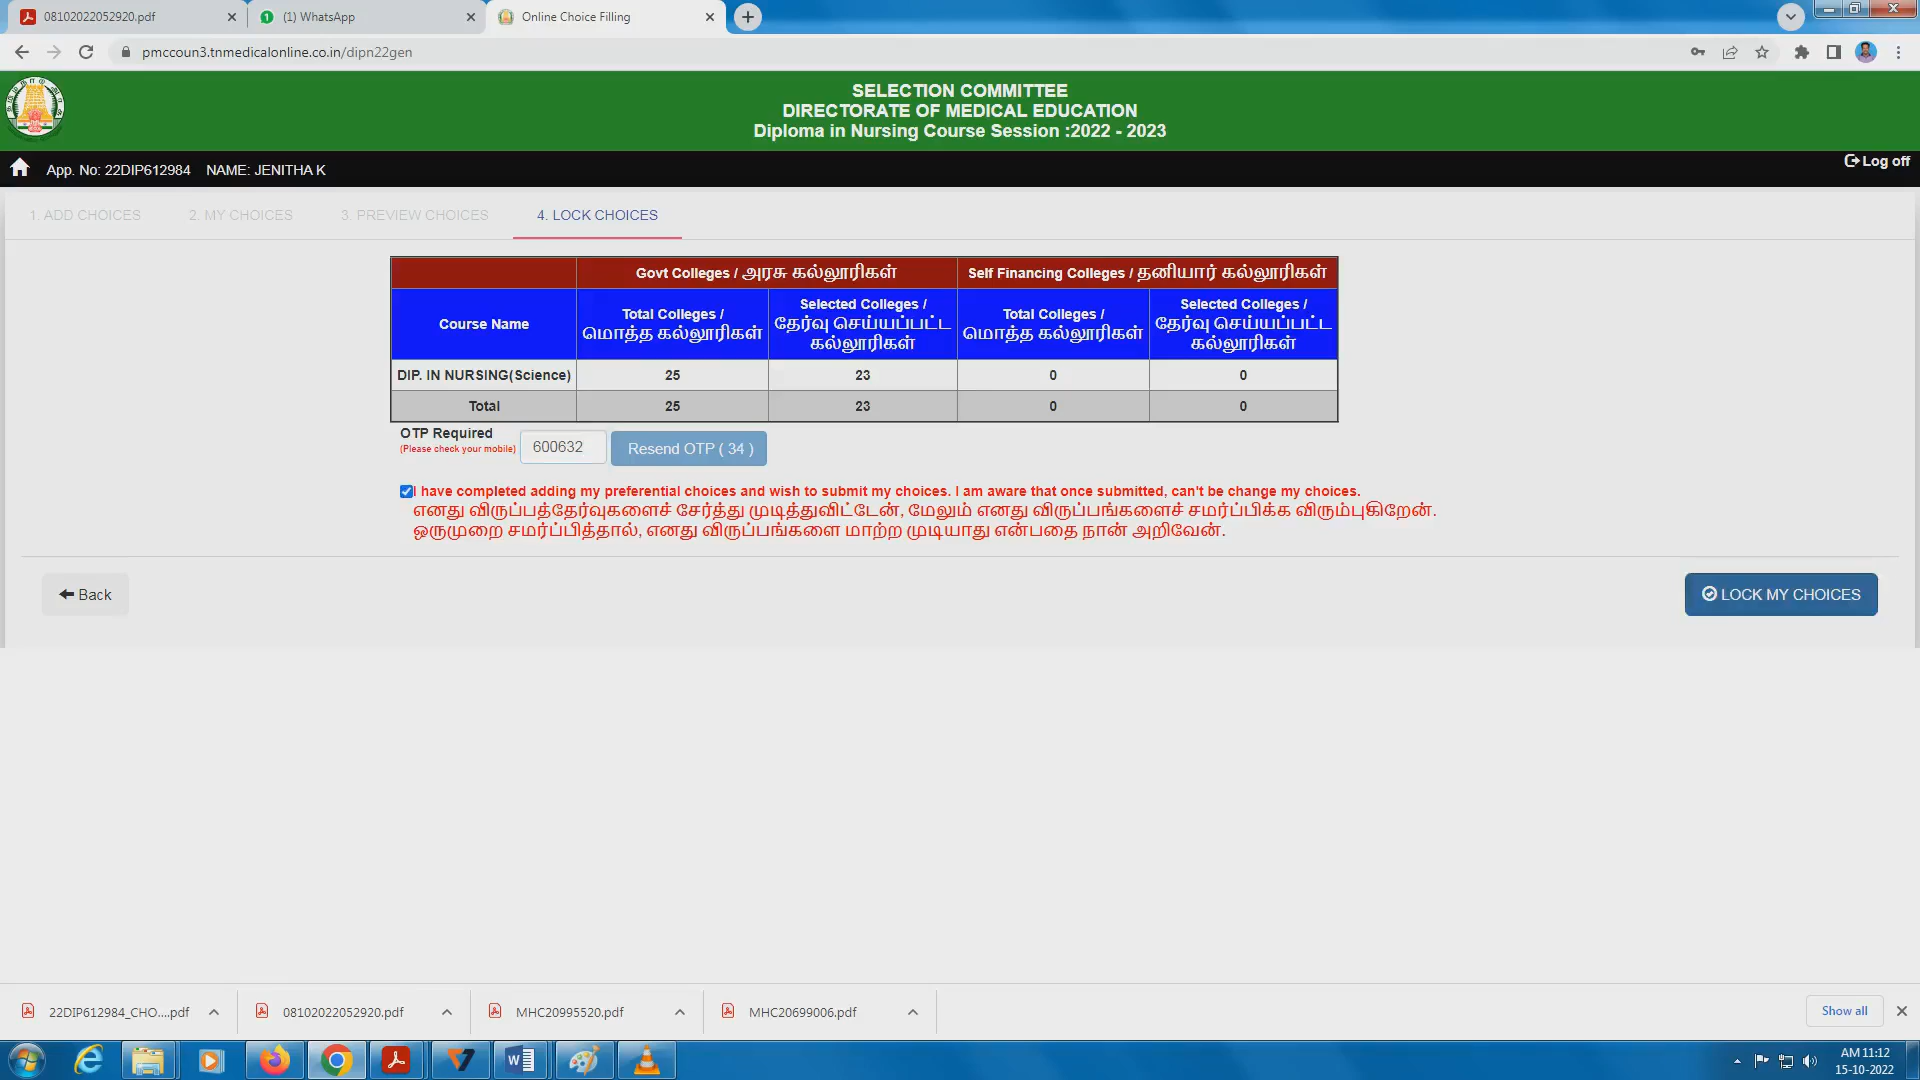 08102022052920.pdf
(1) WhatsApp
Online Choice Filling
pmccoun3.tnmedicalonline.co.in/dipn22gen
SELECTION COMMITTEE
DIRECTORATE OF MEDICAL EDUCATION
Diploma in Nursing Course Session :2022 - 2023
App. No: 22DIP612984 NAME: JENITHA K
Log off
1. ADD CHOICES 2. MY CHOICES 3. PREVIEW CHOICES 4. LOCK CHOICES
Govt Colleges / அரசு கல்லூரிகள் Self Financing Colleges / தனியார் கல்லூரிகள்
Course Name
Total Colleges /
மொத்த கல்லூரிகள்
Selected Colleges /
தேர்வு செய்யப்பட்ட
கல்லூரிகள்
Total Colleges /
மொத்த கல்லூரிகள்
Selected Colleges /
தேர்வு செய்யப்பட்ட
கல்லூரிகள்
DIP. IN NURSING(Science) 25 23 0 0
Total 25 23 0 0
OTP Required
(Please check your mobile)
600632
Resend OTP ( 34 )
I have completed adding my preferential choices and wish to submit my choices. I am aware that once submitted, can't be change my choices.
எனது விருப்பத்தேர்வுகளைச் சேர்த்து முடித்துவிட்டேன், மேலும் எனது விருப்பங்களைச் சமர்ப்பிக்க விரும்புகிறேன்.
ஒருமுறை சமர்ப்பித்தால், எனது விருப்பங்களை மாற்ற முடியாது என்பதை நான் அறிவேன்.
Back
LOCK MY CHOICES
22DIP612984_CHO....pdf 08102022052920.pdf MHC20995520.pdf MHC20699006.pdf Show all
AM 11:12
15-10-2022